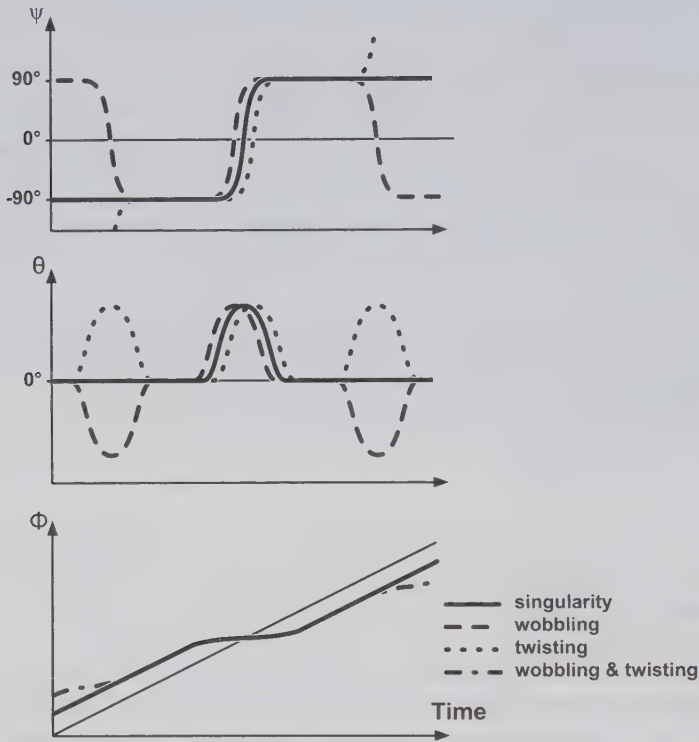 ψ
90°
0°
-90°
θ
0°
Φ
singularity
wobbling
twisting
wobbling & twisting
Time